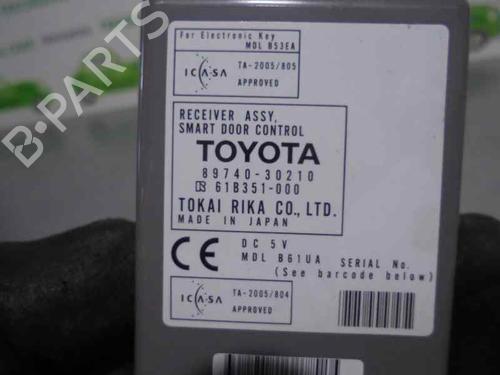 For Electronic Key
MDL B53EA
ICASA
TA-2005/805
APPROVED
RECEIVER ASSY,
SMART DOOR CONTROL
TOYOTA
89740-30210
61B351-000
TOKAI RIKA CO., LTD.
MADE IN JAPAN
CE
DC 5V
MDL B61UA SERIAL No.
(See barcode below)
ICASA
TA-2005/804
APPROVED
B-PARTS